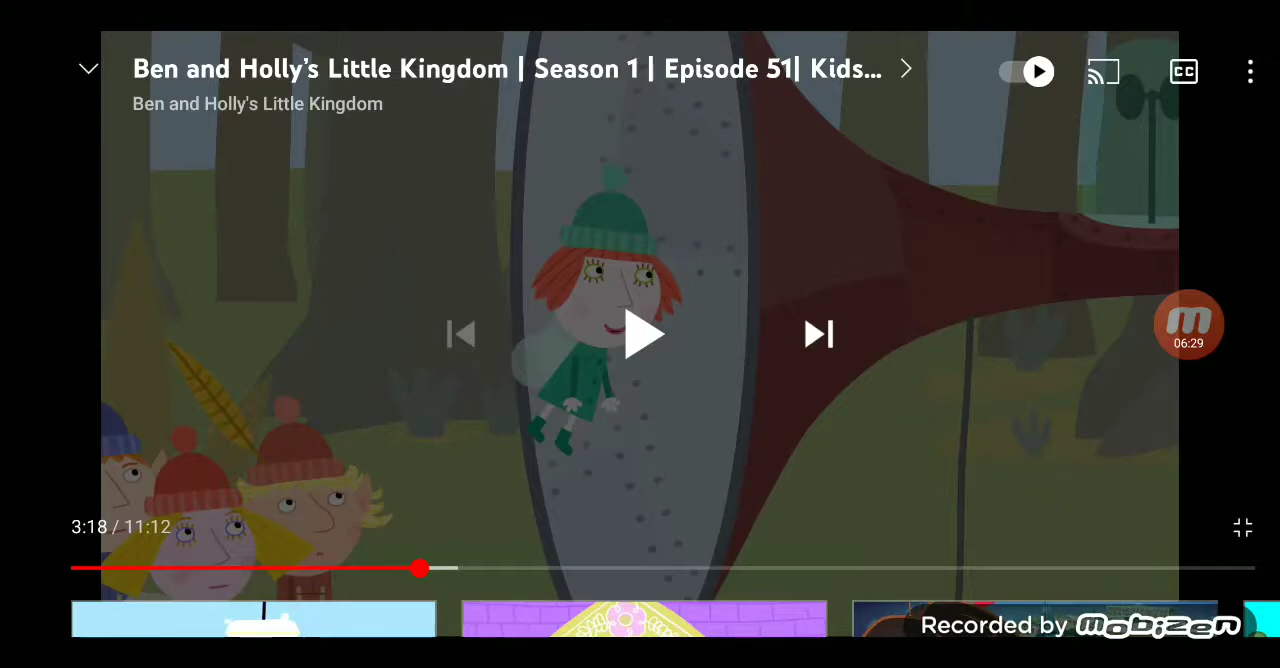 Ben and Holly's Little Kingdom | Season 1 | Episode 51| Kids...
CC
Ben and Holly's Little Kingdom
06:29
3:18 / 11:12
Recorded by mobizen